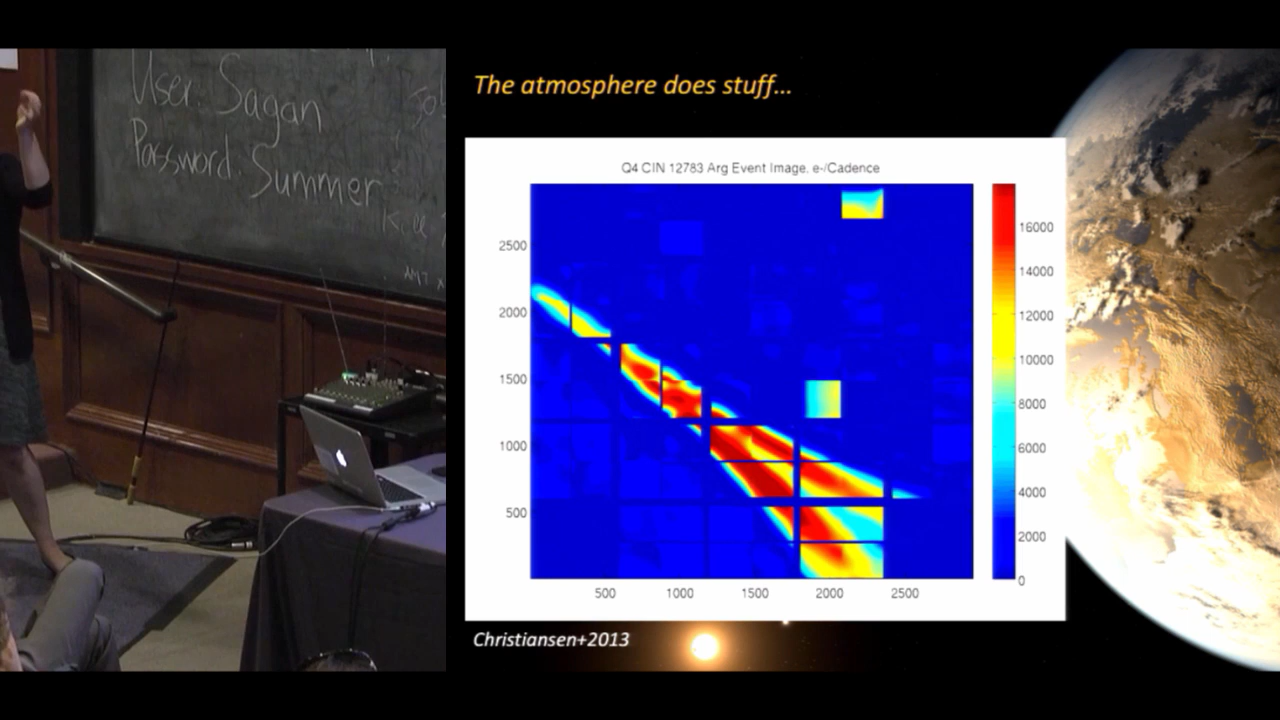 User: Sagan
Password: Summer
The atmosphere does stuff...
Q4 CIN 12783 Arg Event Image. e-/Cadence
2500
2000
1500
1000
500
500 1000 1500 2000 2500
16000
14000
12000
10000
8000
6000
4000
2000
0
Christiansen+2013